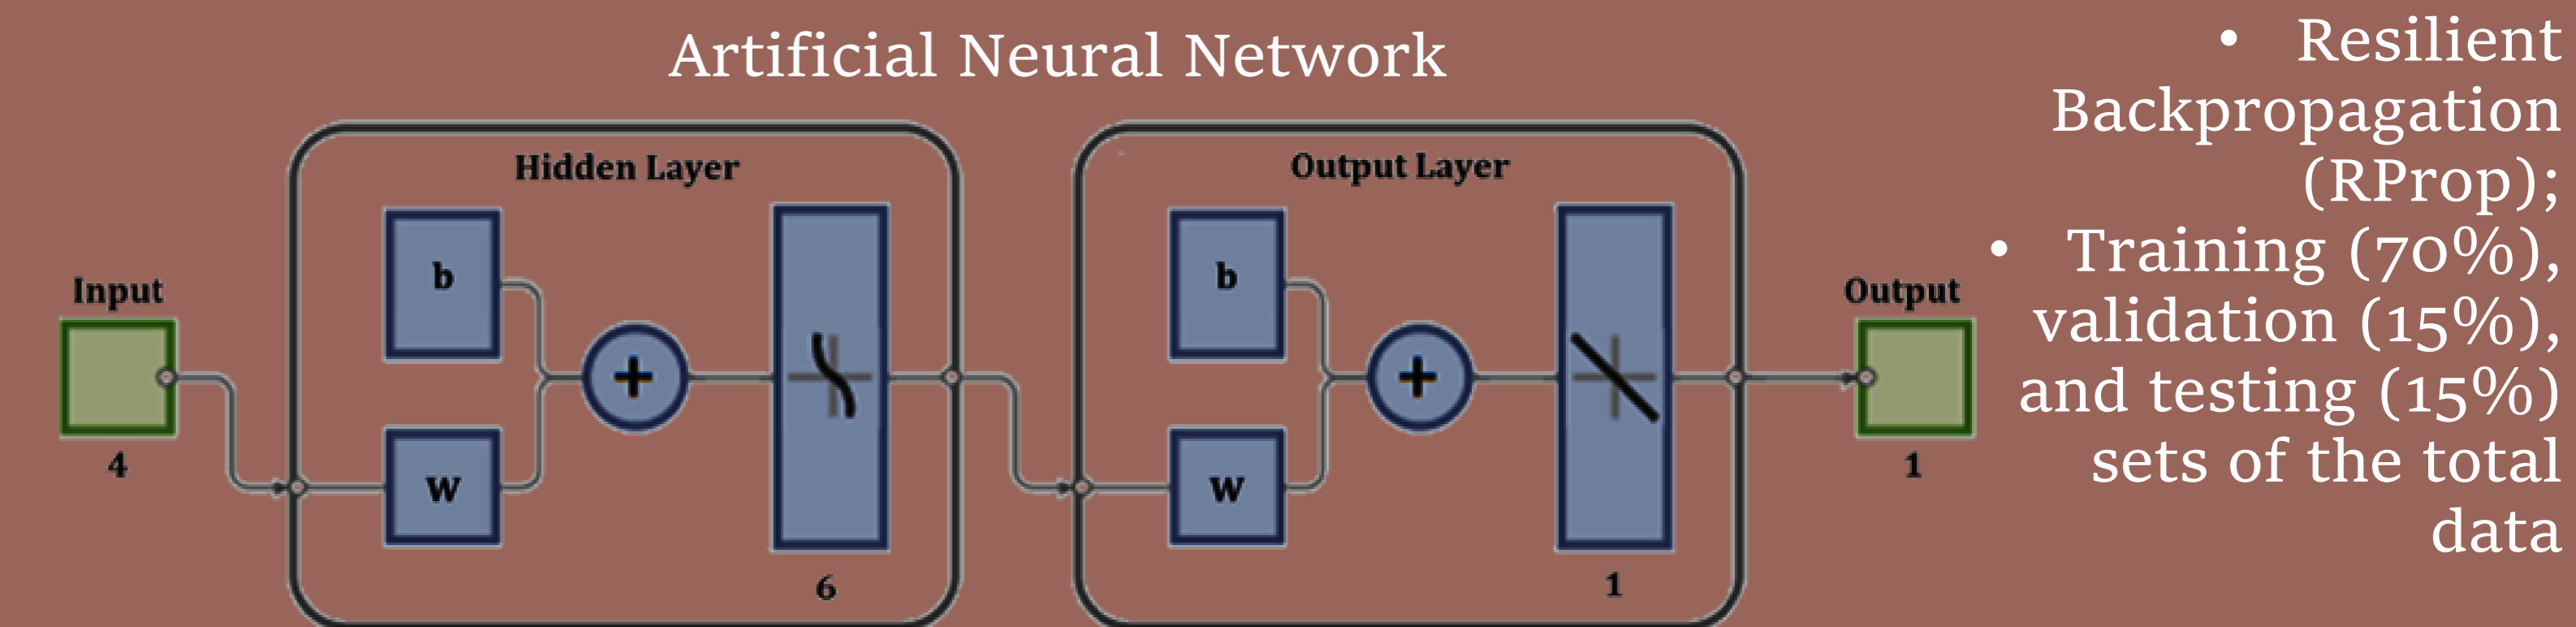 Artificial Neural Network
Hidden Layer
b
W
+
6
Output Layer
b
W
+
1
Input
4
Output
1
• Resilient
Backpropagation
(RProp);
• Training (70%),
validation (15%),
and testing (15%)
sets of the total
data